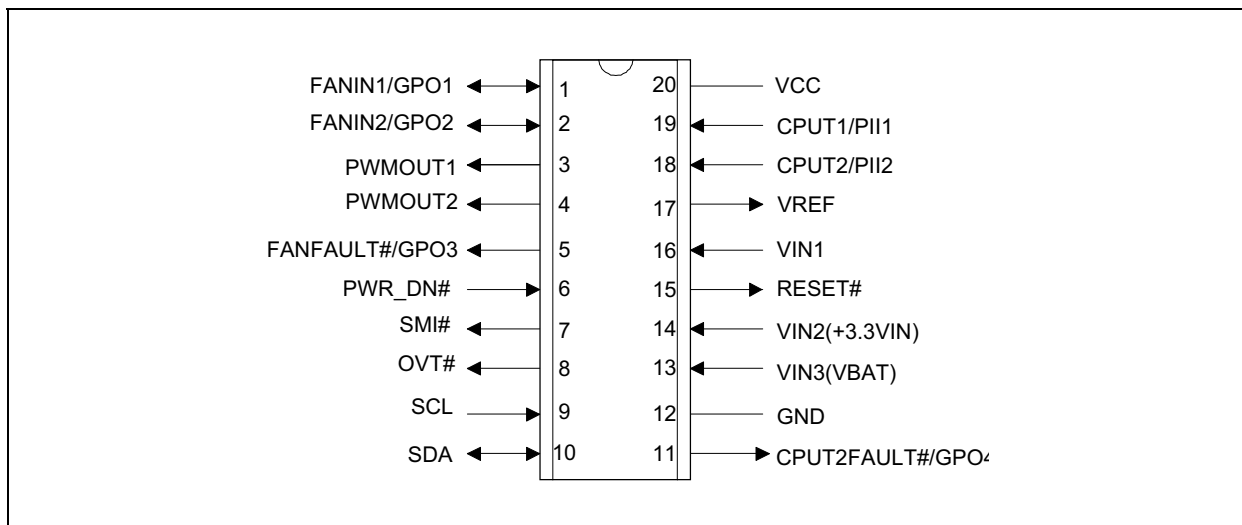 FANIN1/GPO1 1 20 VCC
FANIN2/GPO2 2 19 CPUT1/PII1
PWMOUT1 3 18 CPUT2/PII2
PWMOUT2 4 17 VREF
FANFAULT#/GPO3 5 16 VIN1
PWR_DN# 6 15 RESET#
SMI# 7 14 VIN2(+3.3VIN)
OVT# 8 13 VIN3(VBAT)
SCL 9 12 GND
SDA 10 11 CPUT2FAULT#/GPO4